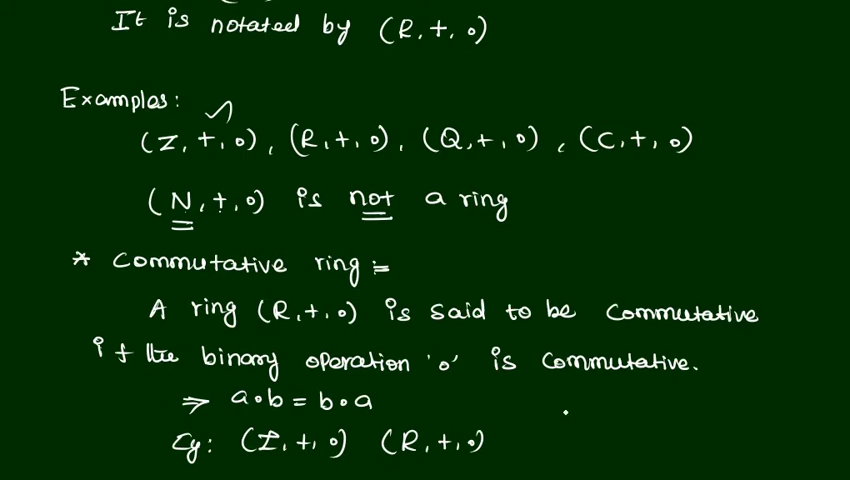 It is notated by (R, +, o)
Examples:
(Z, +, o), (R, +, o), (Q, +, o), (C, +, o)
(N, +, o) is not a ring
* Commutative ring :=
A ring (R, +, o) is said to be commutative
if the binary operation 'o' is commutative.
⇒ a∘b = b∘a
Eg: (Z, +, o) (R, +, o)